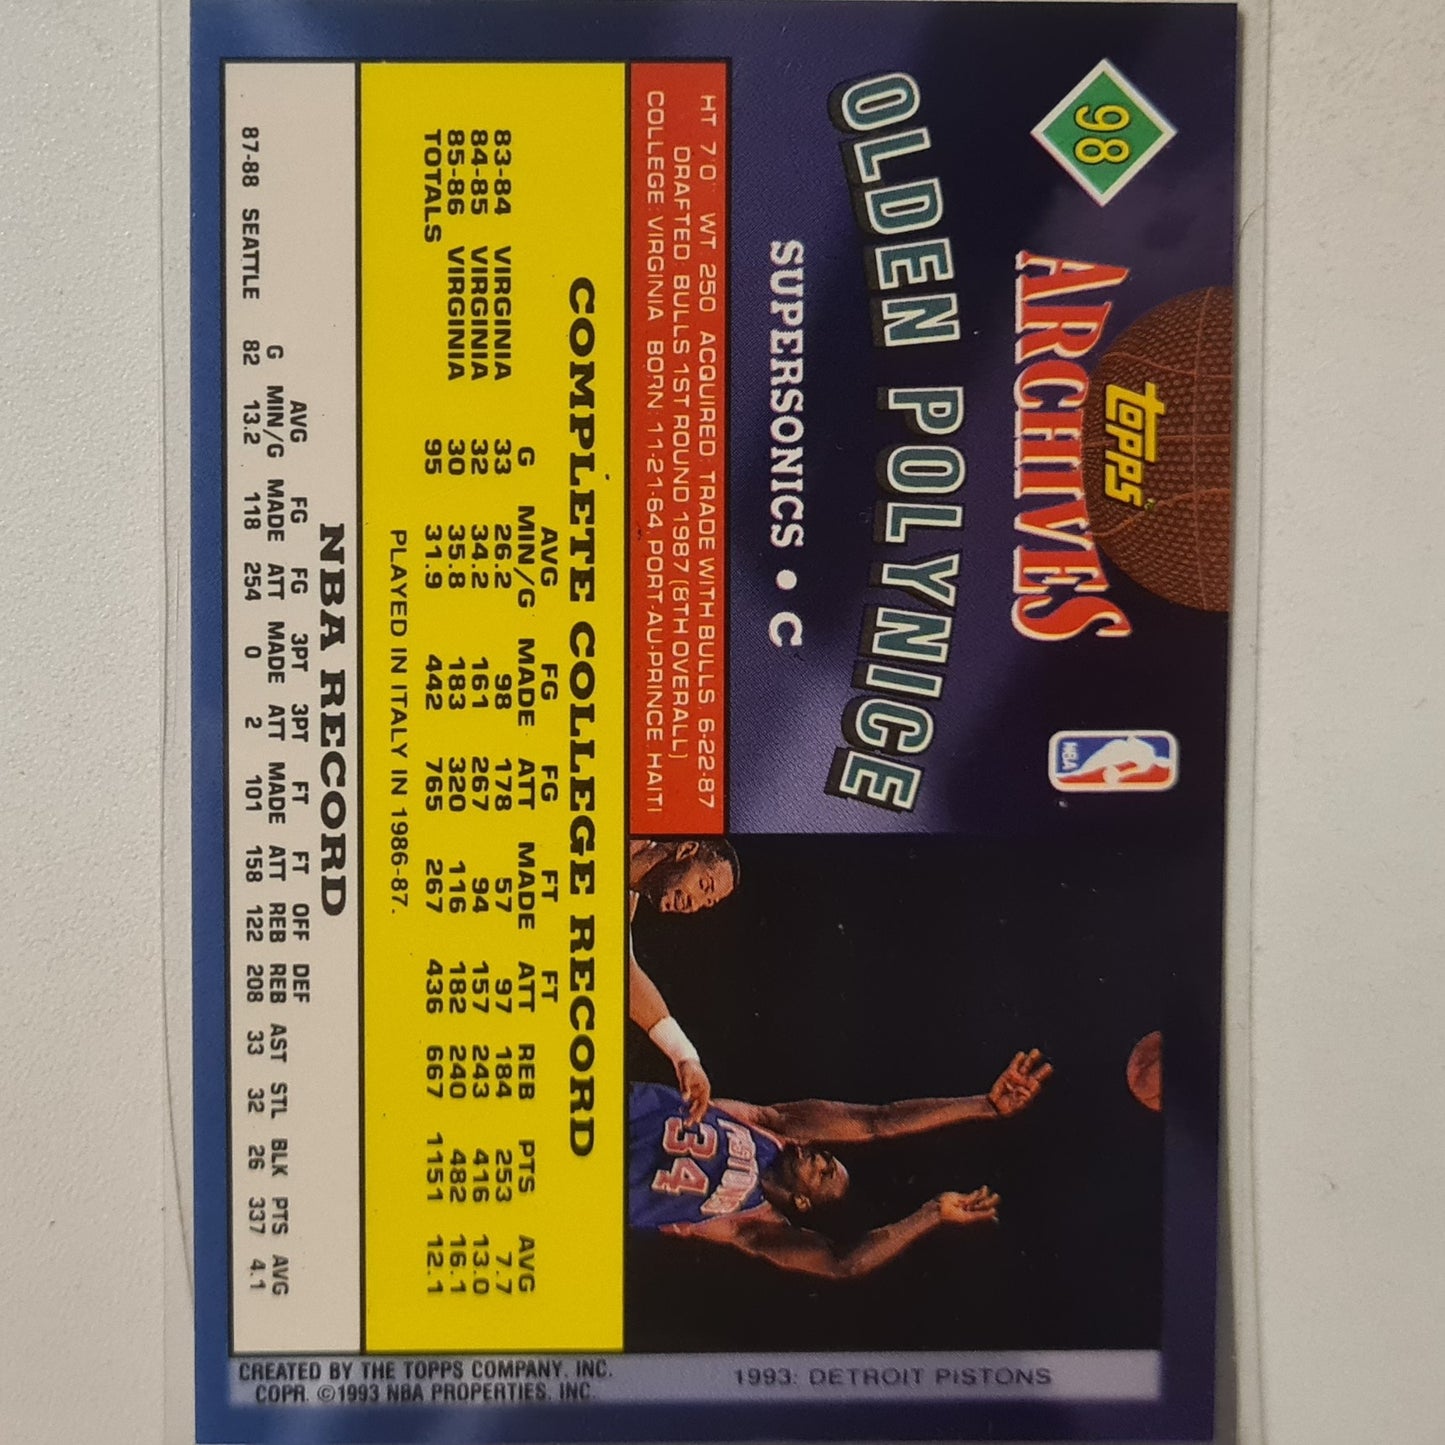 98
topps
ARCHIVES
NBA
OLDEN POLYNICE
SUPERSONICS • C
HT 7'0" WT. 250 ACQUIRED: TRADE WITH BULLS, 6-22-87
DRAFTED: BULLS 1ST ROUND 1987 (8TH OVERALL)
COLLEGE: VIRGINIA BORN: 11-21-64, PORT-AU-PRINCE, HAITI
PISTONS
34
COMPLETE COLLEGE RECORD
AVG FG FG FT FT
G MIN/G MADE ATT MADE ATT REB PTS AVG
83-84 VIRGINIA 33 26.2 98 178 57 97 184 253 7.7
84-85 VIRGINIA 32 34.2 161 267 94 157 243 416 13.0
85-86 VIRGINIA 30 35.8 183 320 116 182 240 482 16.1
TOTALS 95 31.9 442 765 267 436 667 1151 12.1
PLAYED IN ITALY IN 1986-87.
NBA RECORD
AVG FG FG 3PT 3PT FT FT OFF DEF
G MIN/G MADE ATT MADE ATT MADE ATT REB REB AST STL BLK PTS AVG
87-88 SEATTLE 82 13.2 118 254 0 2 101 158 122 208 33 32 26 337 4.1
1993: DETROIT PISTONS
CREATED BY THE TOPPS COMPANY, INC.
COPR. ©1993 NBA PROPERTIES, INC.